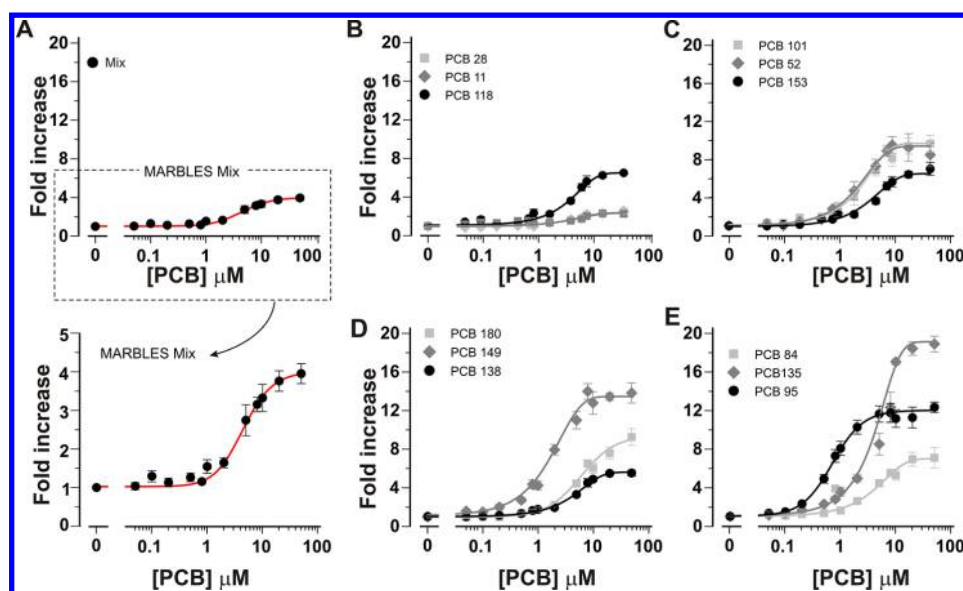 A
20
16
12
8
4
0
Fold increase
Mix
MARBLES Mix
0
0.1
1
10
100
[PCB] μM
MARBLES Mix
5
4
3
2
1
0
Fold increase
0
0.1
1
10
100
[PCB] μM
B
20
16
12
8
4
0
PCB 28
PCB 11
PCB 118
0
0.1
1
10
100
[PCB] μM
C
20
16
12
8
4
0
PCB 101
PCB 52
PCB 153
0
0.1
1
10
100
[PCB] μM
D
20
16
12
8
4
0
Fold increase
PCB 180
PCB 149
PCB 138
0
0.1
1
10
100
[PCB] μM
E
20
16
12
8
4
0
Fold increase
PCB 84
PCB135
PCB 95
0
0.1
1
10
100
[PCB] μM